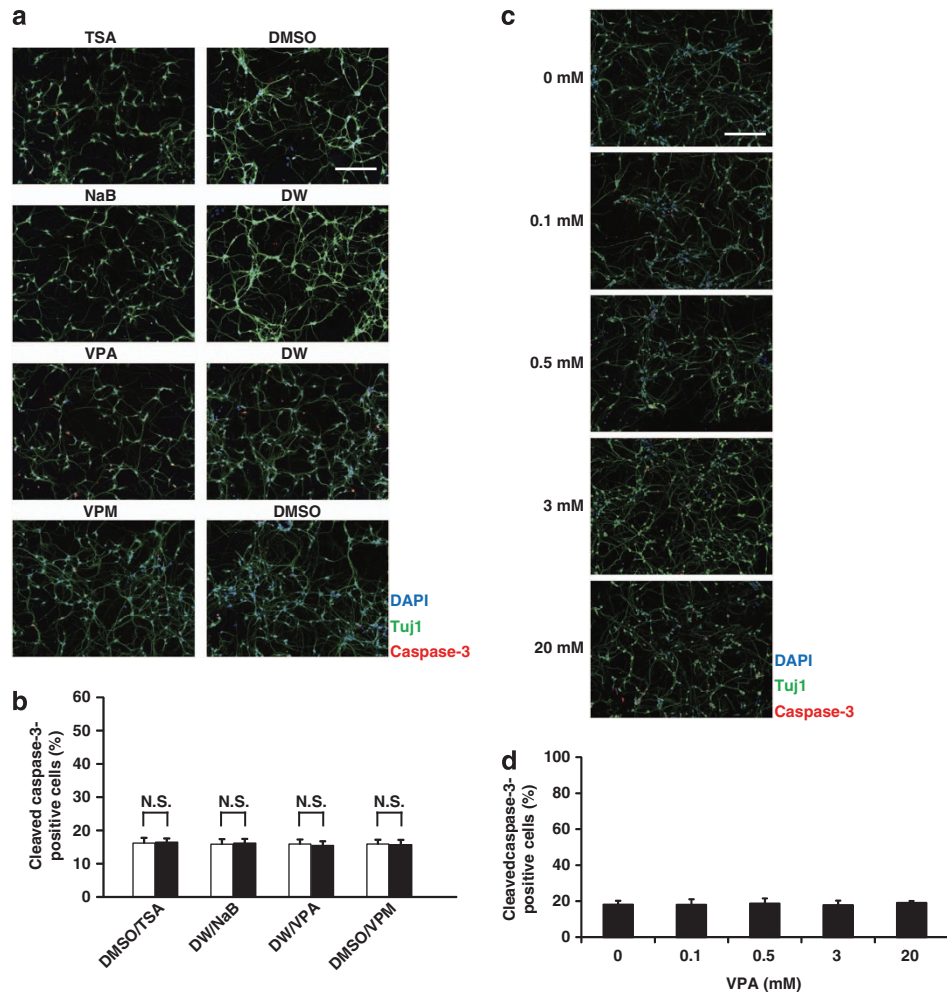 a
TSA
DMSO
NaB
DW
VPA
DW
VPM
DMSO
DAPI
Tuj1
Caspase-3
b
Cleaved caspase-3-
positive cells (%)
60
50
40
30
20
10
0
N.S.
N.S.
N.S.
N.S.
DMSO/TSA
DW/NaB
DW/VPA
DMSO/VPM
c
0 mM
0.1 mM
0.5 mM
3 mM
20 mM
DAPI
Tuj1
Caspase-3
d
Cleavedcaspase-3-
positive cells (%)
100
80
60
40
20
0
0
0.1
0.5
3
20
VPA (mM)